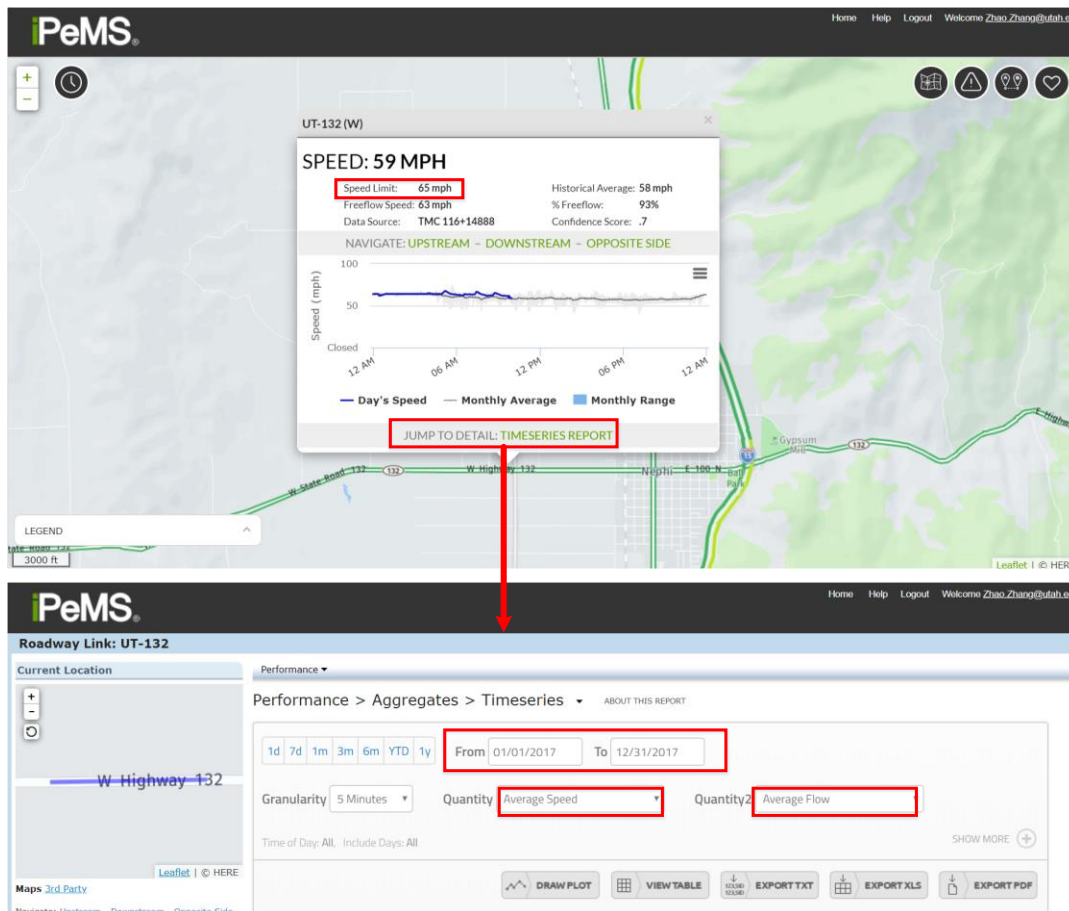 iPeMS®
Home Help Logout Welcome Zhao.Zhang@utah.e
+
−
UT-132 (W) ×
SPEED: 59 MPH
Speed Limit: 65 mph Historical Average: 58 mph
Freeflow Speed: 63 mph % Freeflow: 93%
Data Source: TMC 116+14888 Confidence Score: .7
NAVIGATE: UPSTREAM – DOWNSTREAM – OPPOSITE SIDE
100
50
Closed
Speed (mph)
12 AM 06 AM 12 PM 06 PM 12 AM
Day's Speed Monthly Average Monthly Range
JUMP TO DETAIL: TIMESERIES REPORT
Gypsum Mill
132
E Highw
15
W State Road 132
132
W High y 132
Nephi
E 100 N
Park
LEGEND
3000 ft
Leaflet | © HER
iPeMS®
Home Help Logout Welcome Zhao.Zhang@utah.e
Roadway Link: UT-132
Current Location
Performance ▾
+
-
W Highway 132
Leaflet | © HERE
Maps 3rd Party
Navigate: Upstream Downstream Opposite Side
Performance > Aggregates > Timeseries ▾ ABOUT THIS REPORT
1d 7d 1m 3m 6m YTD 1y From 01/01/2017 To 12/31/2017
Granularity 5 Minutes ▾ Quantity Average Speed ▾ Quantity2 Average Flow
Time of Day: All, Include Days: All SHOW MORE +
DRAW PLOT VIEW TABLE EXPORT TXT EXPORT XLS EXPORT PDF